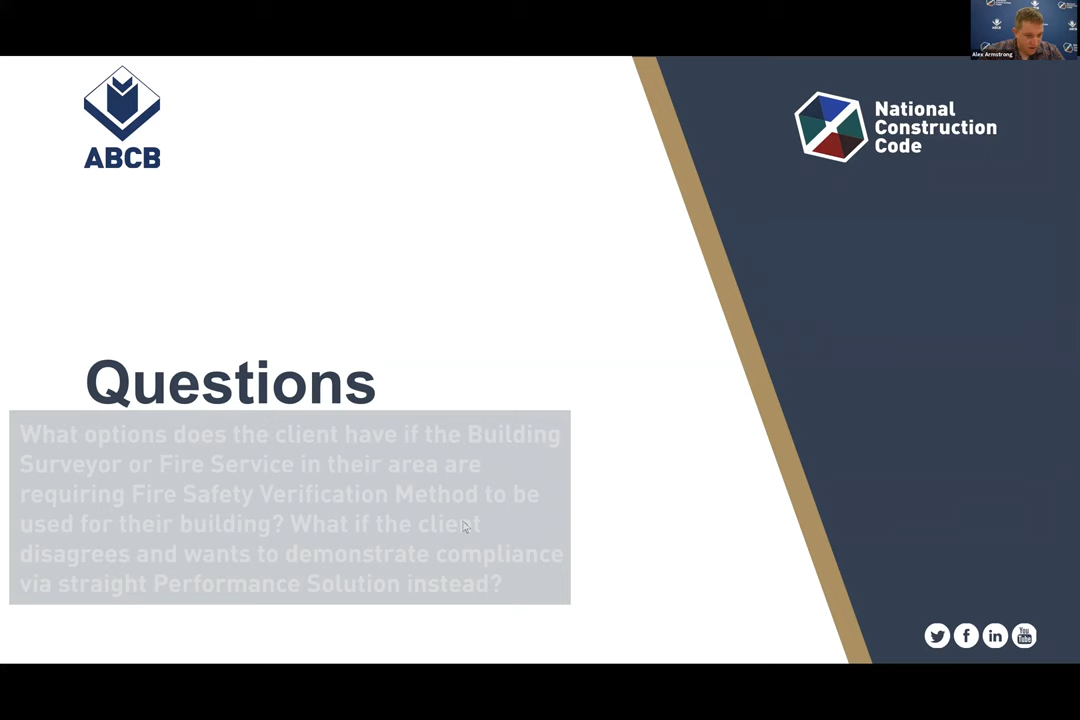 Alex Armstrong
ABCB
National
Construction
Code
Questions
What options does the client have if the Building
Surveyor or Fire Service in their area are
requiring Fire Safety Verification Method to be
used for their building? What if the client
disagrees and wants to demonstrate compliance
via straight Performance Solution instead?
You
Tube